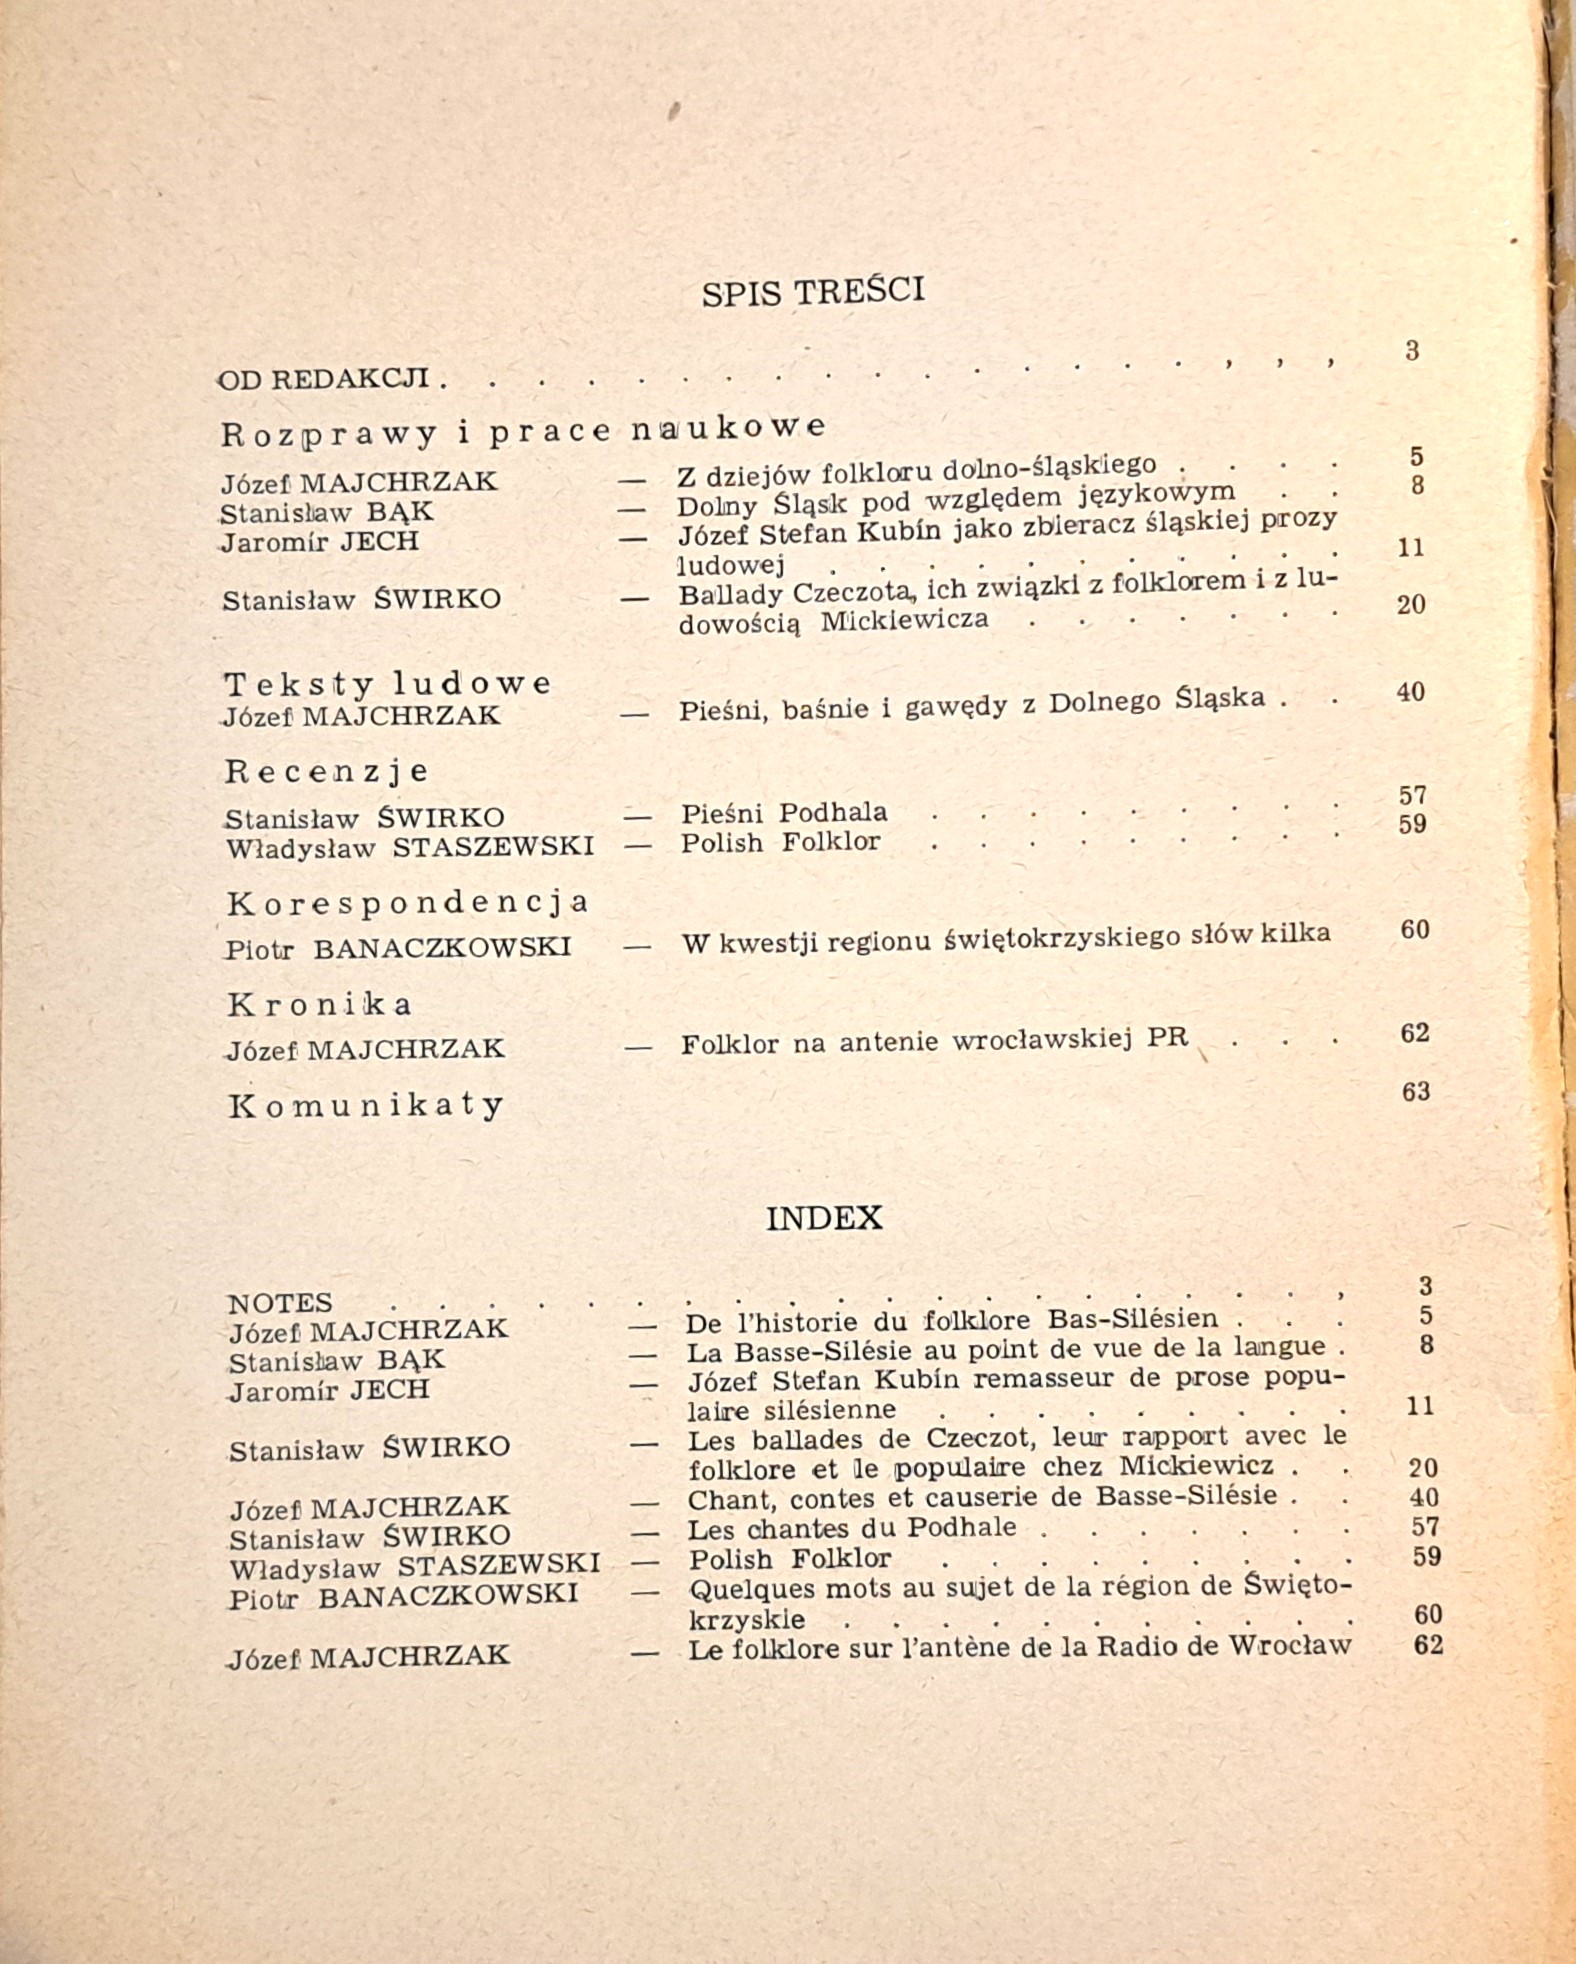 SPIS TREŚCI
OD REDAKCJI . . . . . . . . . . . . . . . . , , , 3
Rozprawy i prace naukowe
Józef MAJCHRZAK — Z dziejów folkloru dolno-śląskiego . . . . 5
Stanisław BĄK — Dolny Śląsk pod względem językowym . . 8
Jaromír JECH — Józef Stefan Kubín jako zbieracz śląskiej prozy
ludowej . . . . . . . . . . . 11
Stanisław ŚWIRKO — Ballady Czeczota, ich związki z folklorem i z lu-
dowością Mickiewicza . . . . . . . 20
Teksty ludowe
Józef MAJCHRZAK — Pieśni, baśnie i gawędy z Dolnego Śląska . . 40
Recenzje
Stanisław ŚWIRKO — Pieśni Podhala . . . . . . . . . 57
Władysław STASZEWSKI — Polish Folklor . . . . . . . . . 59
Korespondencja
Piotr BANACZKOWSKI — W kwestji regionu świętokrzyskiego słów kilka 60
Kronika
Józef MAJCHRZAK — Folklor na antenie wrocławskiej PR . . . 62
Komunikaty 63
INDEX
NOTES . . . . . . . . . . . . . . . . . . . , 3
Józef MAJCHRZAK — De l'historie du folklore Bas-Silésien . . . 5
Stanisław BĄK — La Basse-Silésie au point de vue de la langue . 8
Jaromír JECH — Józef Stefan Kubín remasseur de prose popu-
laire silésienne . . . . . . . . . 11
Stanisław ŚWIRKO — Les ballades de Czeczot, leur rapport avec le
folklore et le populaire chez Mickiewicz . . 20
Józef MAJCHRZAK — Chant, contes et causerie de Basse-Silésie . . 40
Stanisław ŚWIRKO — Les chantes du Podhale . . . . . . . 57
Władysław STASZEWSKI — Polish Folklor . . . . . . . . . 59
Piotr BANACZKOWSKI — Quelques mots au sujet de la région de Święto-
krzyskie . . . . . . . . . . . 60
Józef MAJCHRZAK — Le folklore sur l'antène de la Radio de Wrocław 62